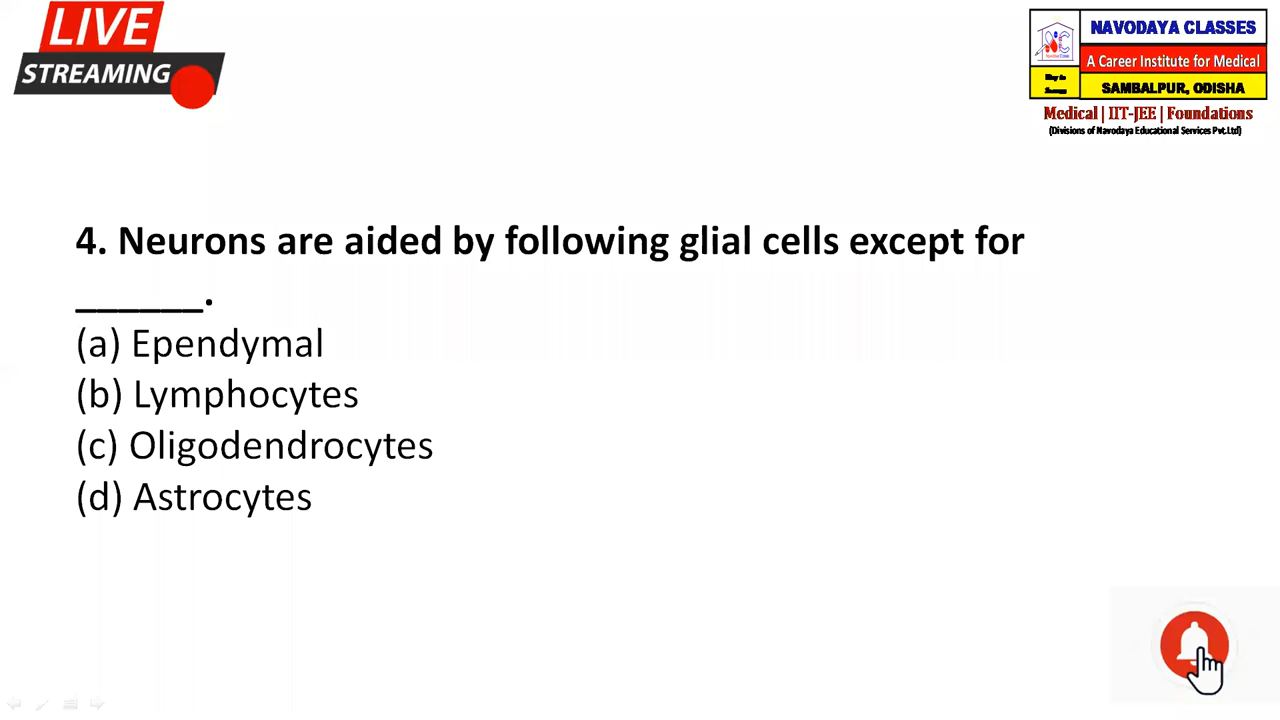 LIVE
STREAMING
NAVODAYA CLASSES
A Career Institute for Medical
SAMBALPUR, ODISHA
Medical | IIT-JEE | Foundations
(Divisions of Navodaya Educational Services Pvt.Ltd)
4. Neurons are aided by following glial cells except for
______.
(a) Ependymal
(b) Lymphocytes
(c) Oligodendrocytes
(d) Astrocytes